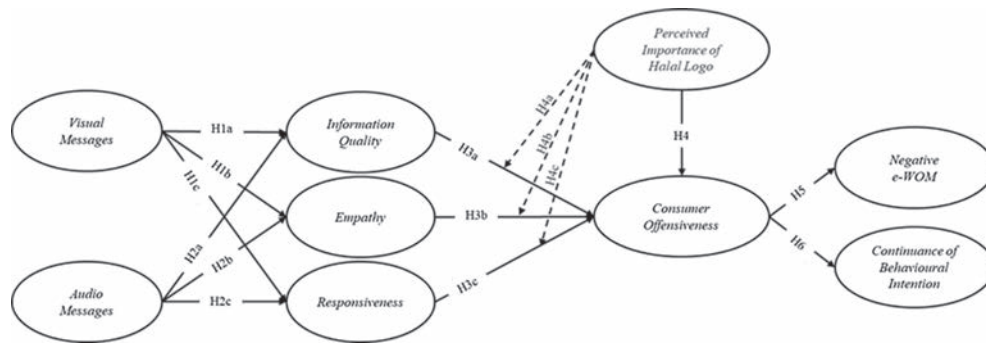 Perceived
Importance of
Halal Logo
Visual
Messages
H1a
Information
Quality
H3a
H4a
H4b
H4c
H4
Negative
e-WOM
H1b
H1c
H5
Empathy
H3b
Consumer
Offensiveness
H2a
H2b
H6
Continuance of
Behavioural
Intention
Audio
Messages
H2c
Responsiveness
H3c